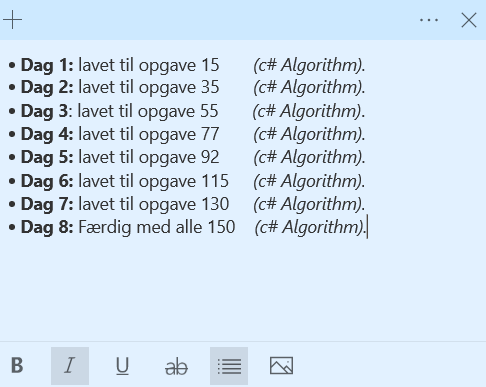 • Dag 1: lavet til opgave 15 (c# Algorithm).
• Dag 2: lavet til opgave 35 (c# Algorithm).
• Dag 3: lavet til opgave 55 (c# Algorithm).
• Dag 4: lavet til opgave 77 (c# Algorithm).
• Dag 5: lavet til opgave 92 (c# Algorithm).
• Dag 6: lavet til opgave 115 (c# Algorithm).
• Dag 7: lavet til opgave 130 (c# Algorithm).
• Dag 8: Færdig med alle 150 (c# Algorithm).
B I U ab